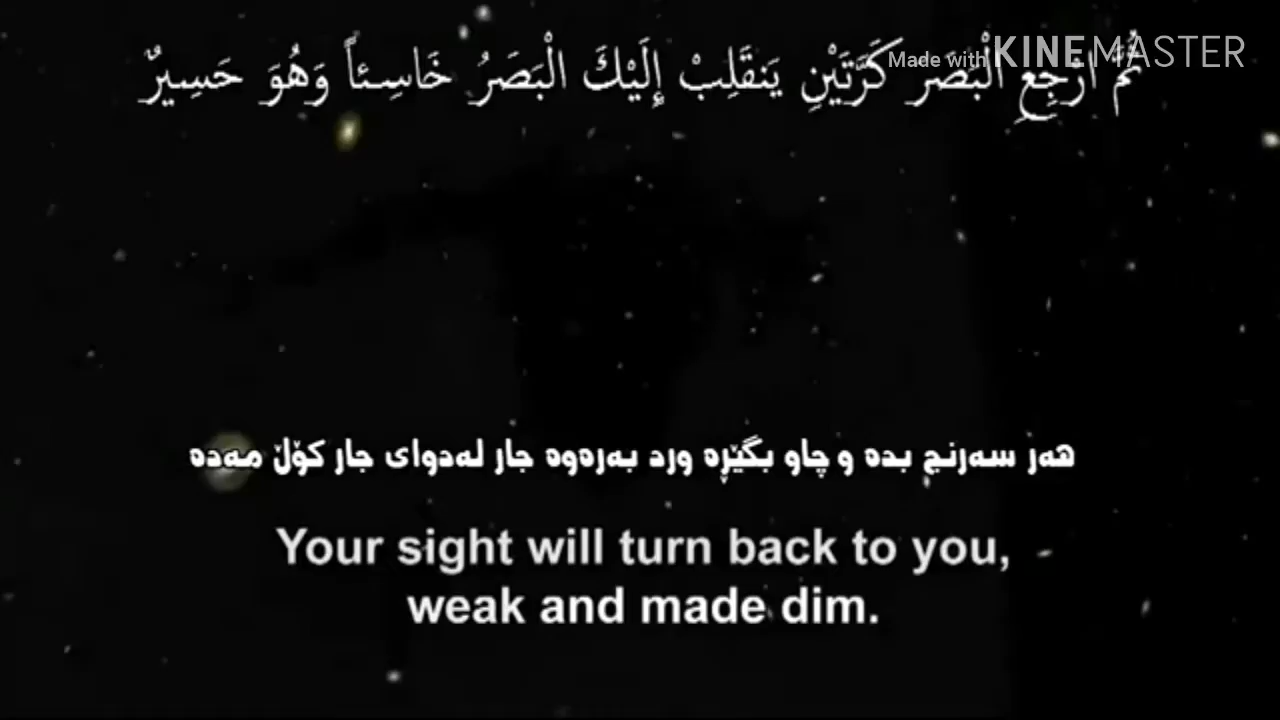 ثُمَّ ارْجِعِ الْبَصَرَ كَرَّتَيْنِ يَنقَلِبْ إِلَيْكَ الْبَصَرُ خَاسِئاً وَهُوَ حَسِيرٌ
Made with KINEMASTER
هەر سەرنج بدە و چاو بگێڕە ورد بەرەوە جار لەدوای جار کۆڵ مەدە
Your sight will turn back to you,
weak and made dim.